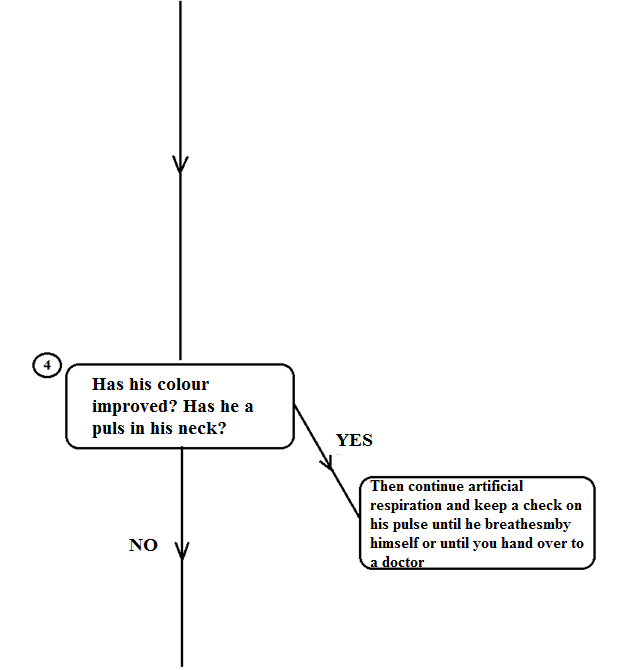 4
Has his colour
improved? Has he a
puls in his neck?
YES
Then continue artificial
respiration and keep a check on
his pulse until he breathesmby
himself or until you hand over to
a doctor
NO